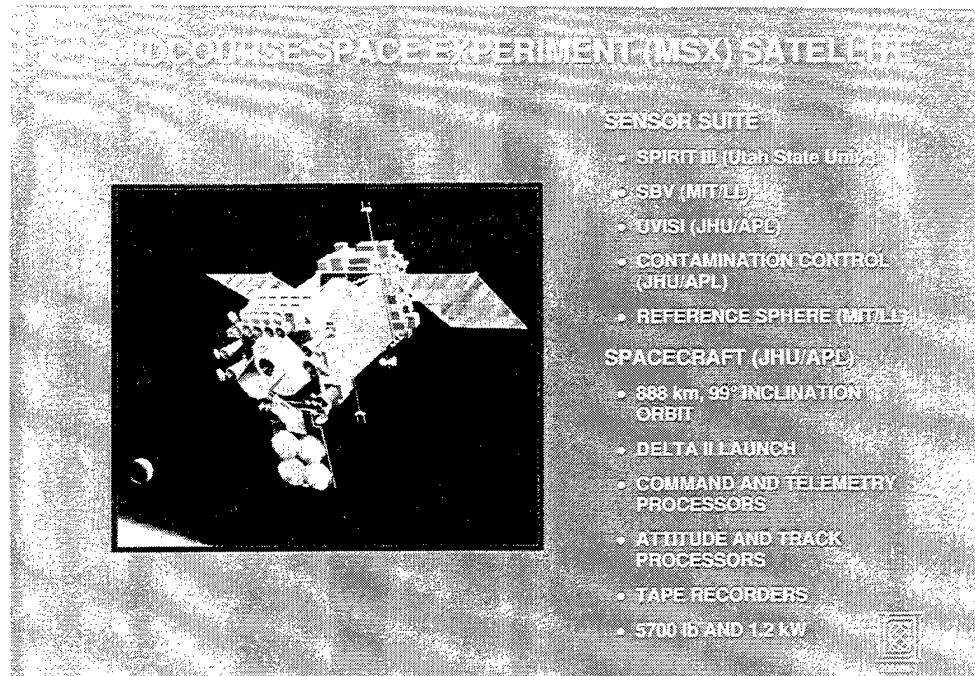 MIDCOURSE SPACE EXPERIMENT (MSX) SATELLITE
SENSOR SUITE
• SPIRIT III (Utah State Univ.)
• SBV (MIT/LL)
• UVISI (JHU/APL)
• CONTAMINATION CONTROL
(JHU/APL)
• REFERENCE SPHERE (MIT/LL)
SPACECRAFT (JHU/APL)
• 888 km, 99° INCLINATION
ORBIT
• DELTA II LAUNCH
• COMMAND AND TELEMETRY
PROCESSORS
• ATTITUDE AND TRACK
PROCESSORS
• TAPE RECORDERS
• 5700 lb AND 1.2 kW